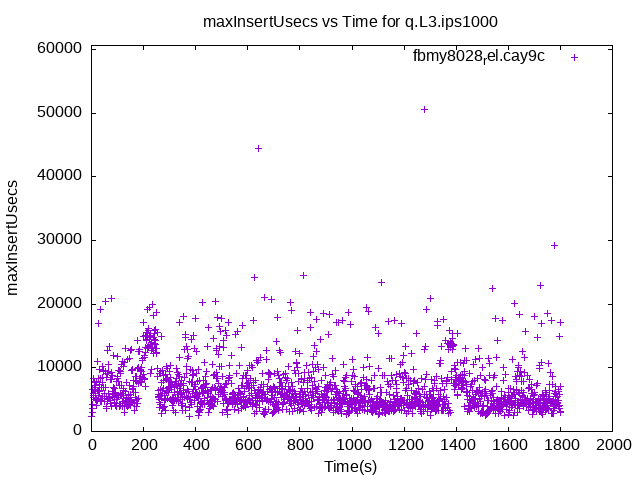 maxInsertUsecs vs Time for q.L3.ips1000
fbmy8028rel.cay9c
maxInsertUsecs
60000
50000
40000
30000
20000
10000
0
0 200 400 600 800 1000 1200 1400 1600 1800 2000
Time(s)